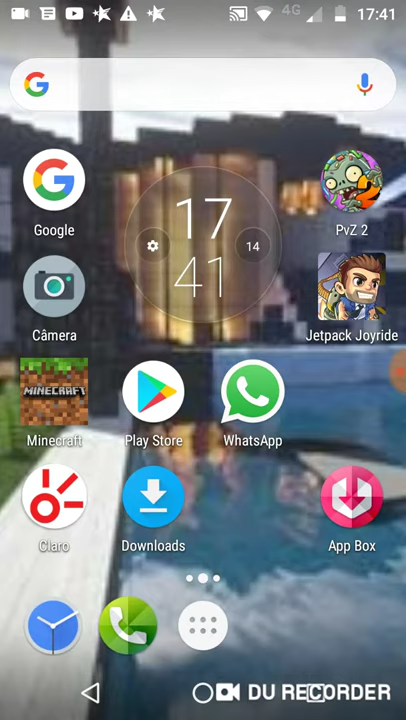 4G 17:41
G
17
14
41
Google
PvZ 2
Câmera
Jetpack Joyride
MINECRAFT
Minecraft
Play Store
WhatsApp
Claro
Downloads
App Box
DU RECORDER